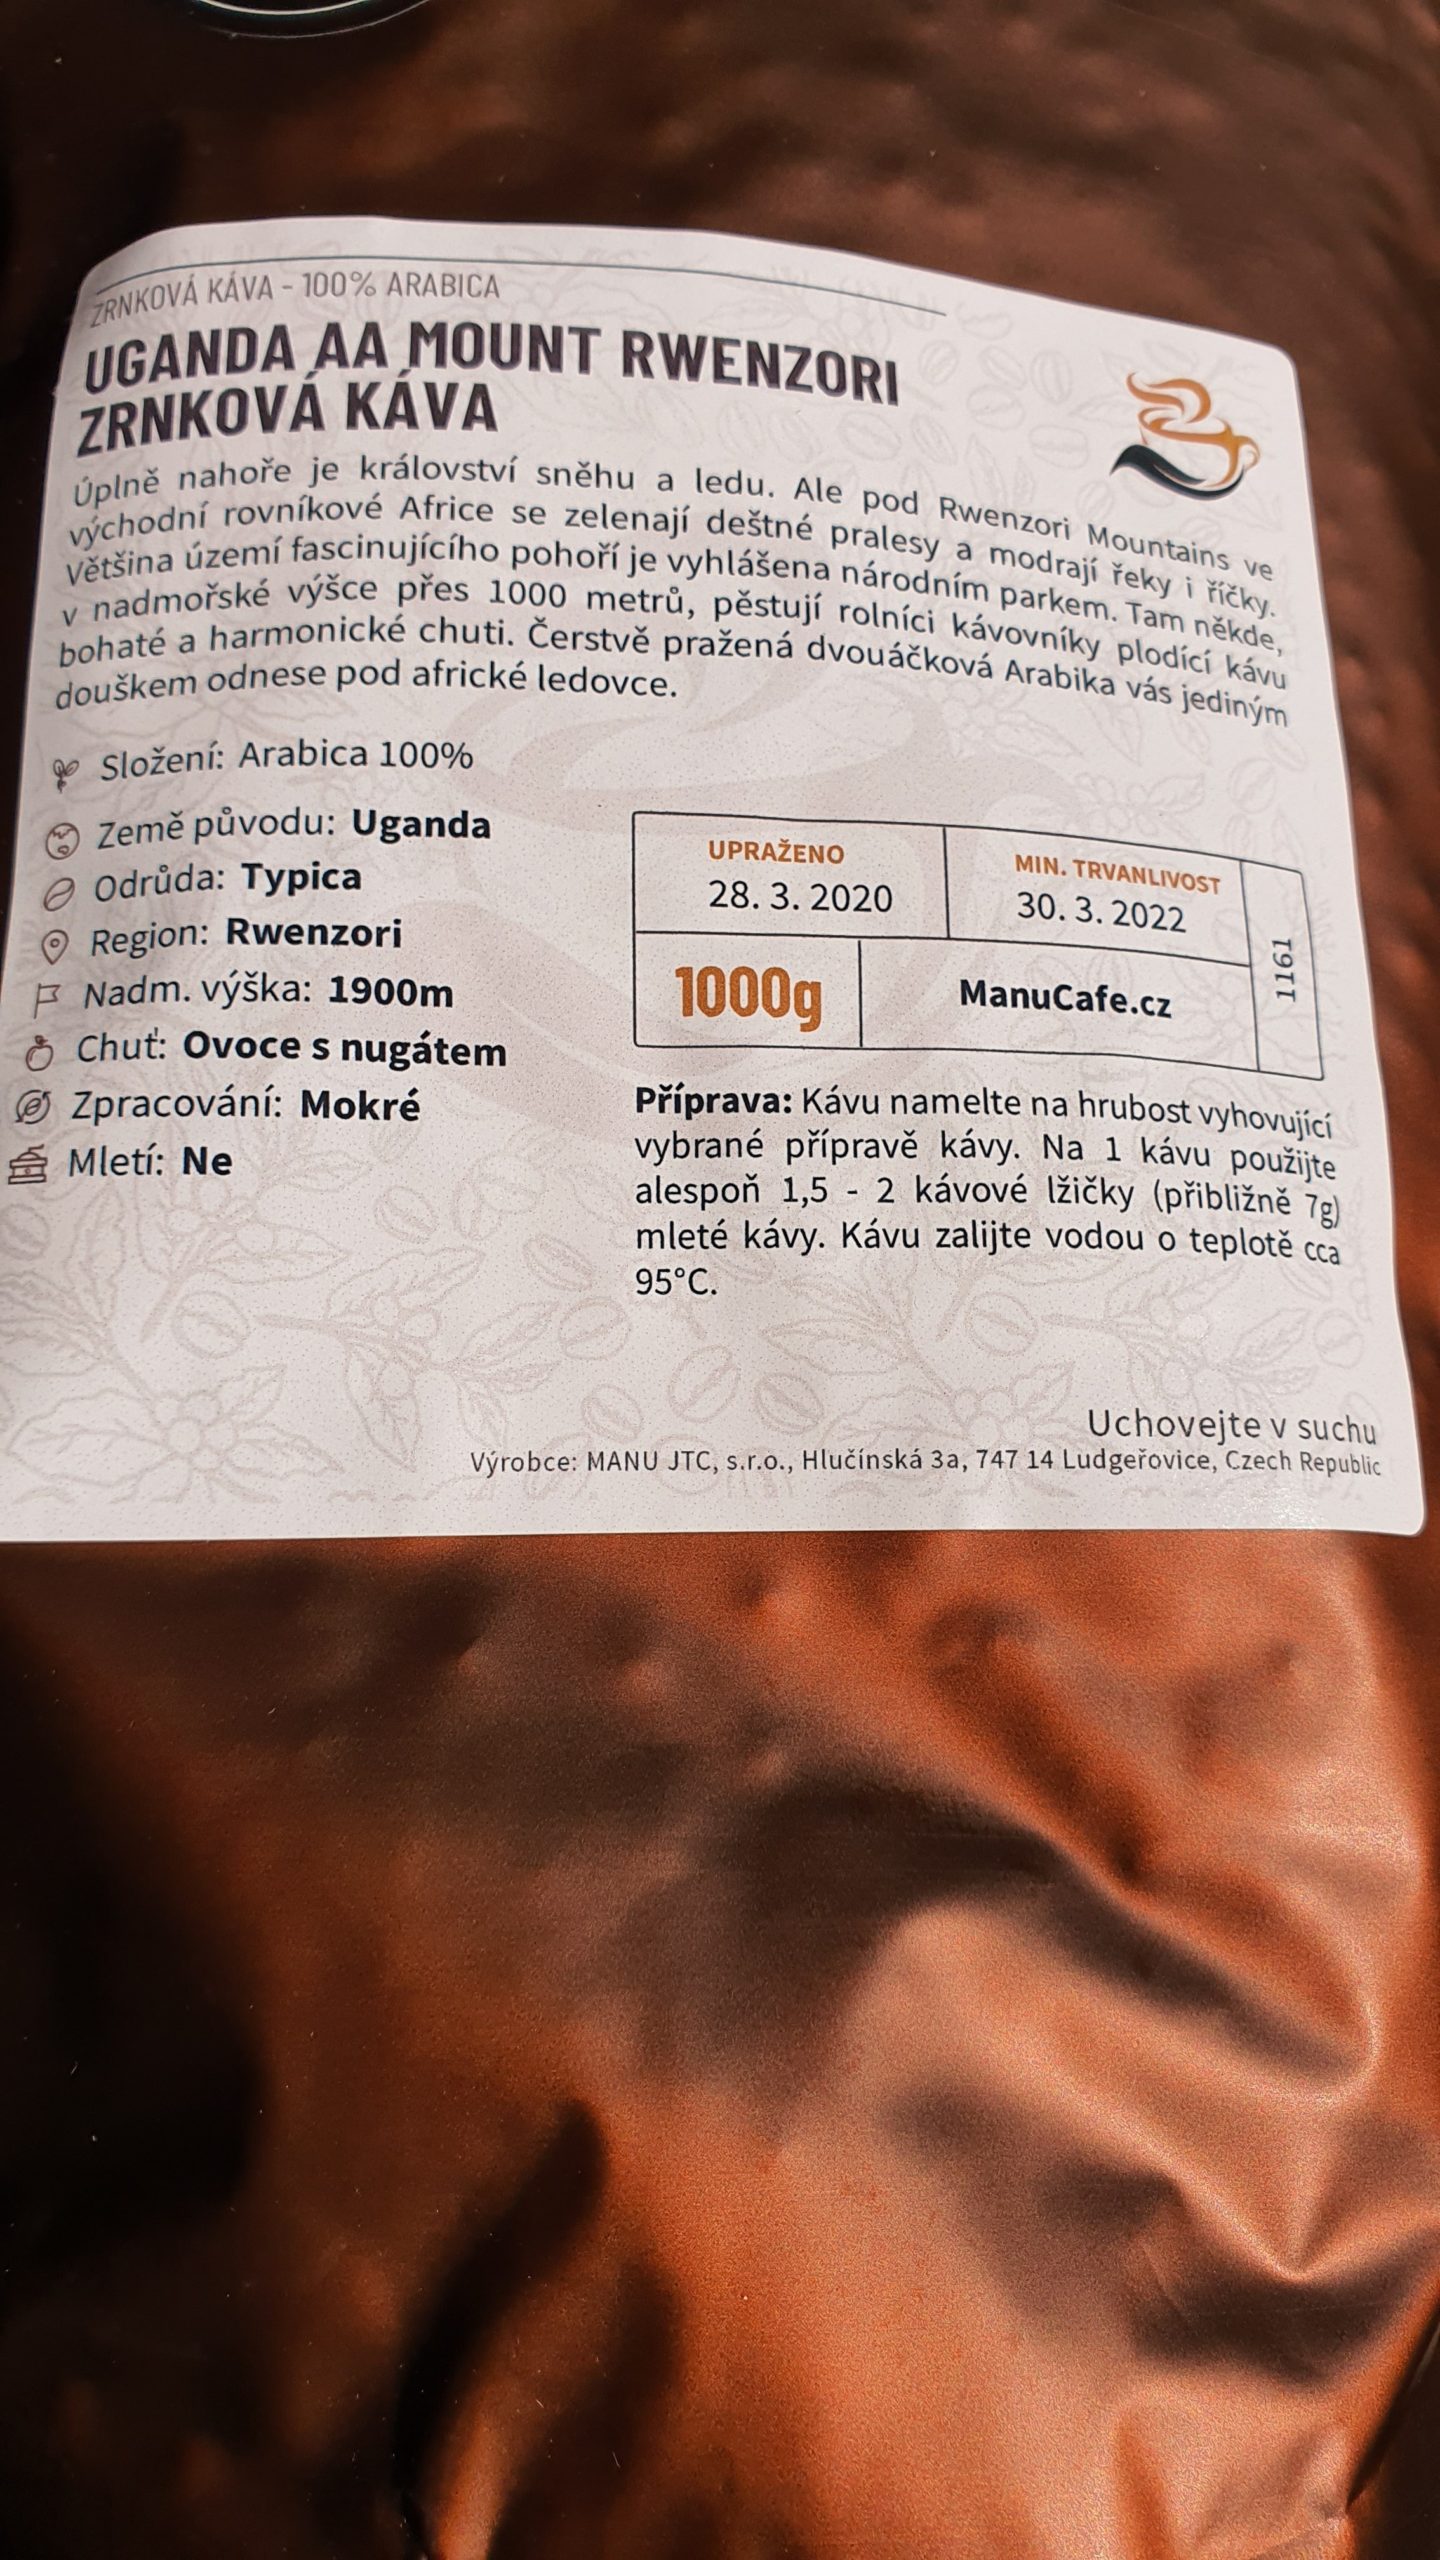 ZRNKOVÁ KÁVA - 100% ARABICA
UGANDA AA MOUNT RWENZORI
ZRNKOVÁ KÁVA
Úplně nahoře je království sněhu a ledu. Ale pod Rwenzori Mountains ve
východní rovníkové Africe se zelenají deštné pralesy a modrají řeky i říčky.
Většina území fascinujícího pohoří je vyhlášena národním parkem. Tam někde,
v nadmořské výšce přes 1000 metrů, pěstují rolníci kávovníky plodící kávu
bohaté a harmonické chuti. Čerstvě pražená dvouáčková Arabika vás jediným
douškem odnese pod africké ledovce.
Složení: Arabica 100%
Země původu: Uganda
Odrůda: Typica
Region: Rwenzori
Nadm. výška: 1900m
Chuť: Ovoce s nugátem
Zpracování: Mokré
Mletí: Ne
UPRAŽENO
28. 3. 2020
MIN. TRVANLIVOST
30. 3. 2022
1000g
ManuCafe.cz
1161
Příprava: Kávu namelte na hrubost vyhovující
vybrané přípravě kávy. Na 1 kávu použijte
alespoň 1,5 - 2 kávové lžičky (přibližně 7g)
mleté kávy. Kávu zalijte vodou o teplotě cca
95°C.
Uchovejte v suchu
Výrobce: MANU JTC, s.r.o., Hlučínská 3a, 747 14 Ludgeřovice, Czech Republic